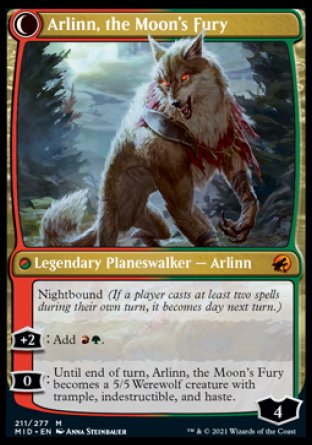 Arlinn, the Moon's Fury
Legendary Planeswalker — Arlinn
Nightbound (If a player casts at least two spells
during their own turn, it becomes day next turn.)
+2: Add
0: Until end of turn, Arlinn, the Moon's Fury
becomes a 5/5 Werewolf creature with
trample, indestructible, and haste.
4
211/277 M
MID • EN Anna Steinbauer
™ & © 2021 Wizards of the Coast